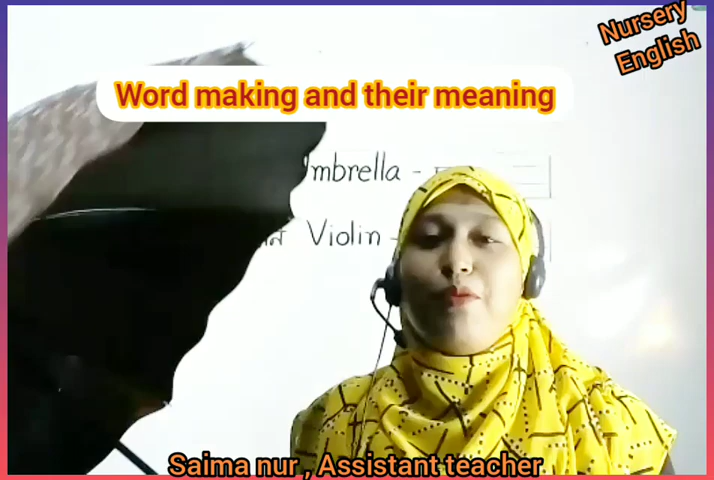 Nursery
English
Word making and their meaning
mbrella -
Violin -
Saima nur , Assistant teacher